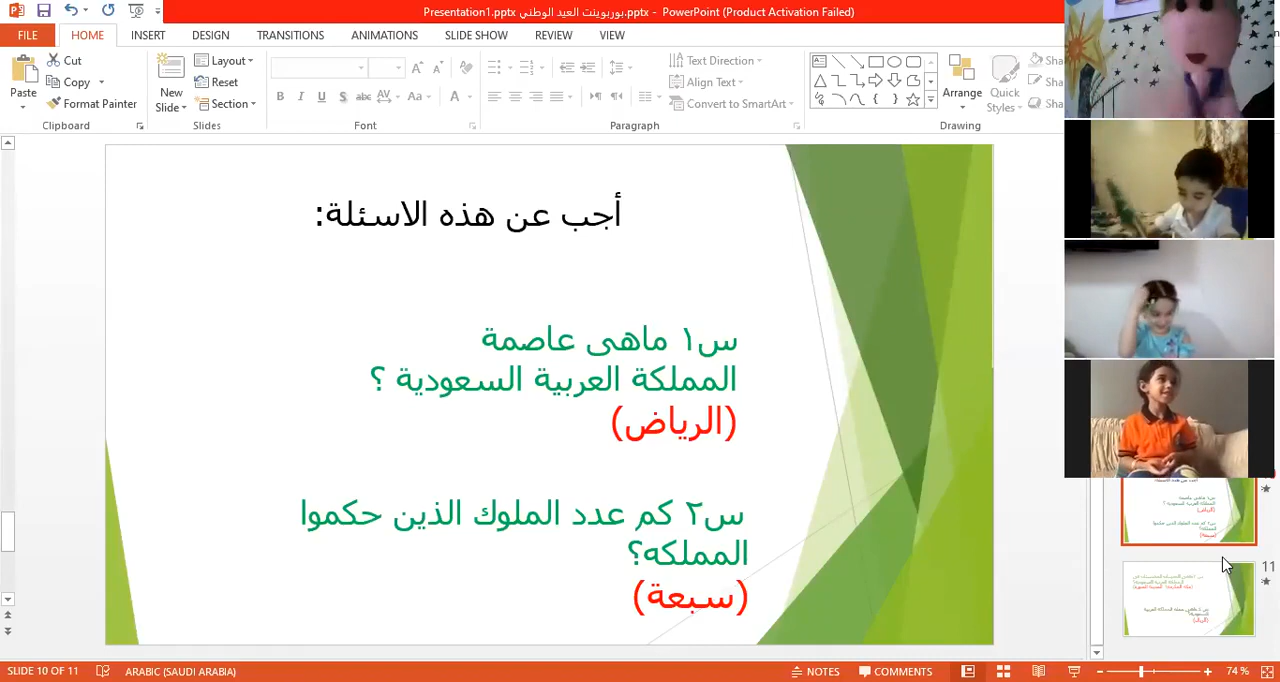 Presentation1.pptx بوربوينت العيد الوطني.pptx - PowerPoint (Product Activation Failed)
FILE HOME INSERT DESIGN TRANSITIONS ANIMATIONS SLIDE SHOW REVIEW VIEW
Cut
Copy
Format Painter
Paste
Clipboard
New Slide
Layout
Reset
Section
Slides
B I U S abc AV Aa A
Font
Text Direction
Align Text
Convert to SmartArt
Paragraph
Arrange
Quick Styles
Drawing
أجب عن هذه الاسئلة:
س١ ماهى عاصمة
المملكة العربية السعودية ؟
(الرياض)
س٢ كم عدد الملوك الذين حكموا
المملكه؟
(سبعة)
11
SLIDE 10 OF 11 ARABIC (SAUDI ARABIA) NOTES COMMENTS 74 %